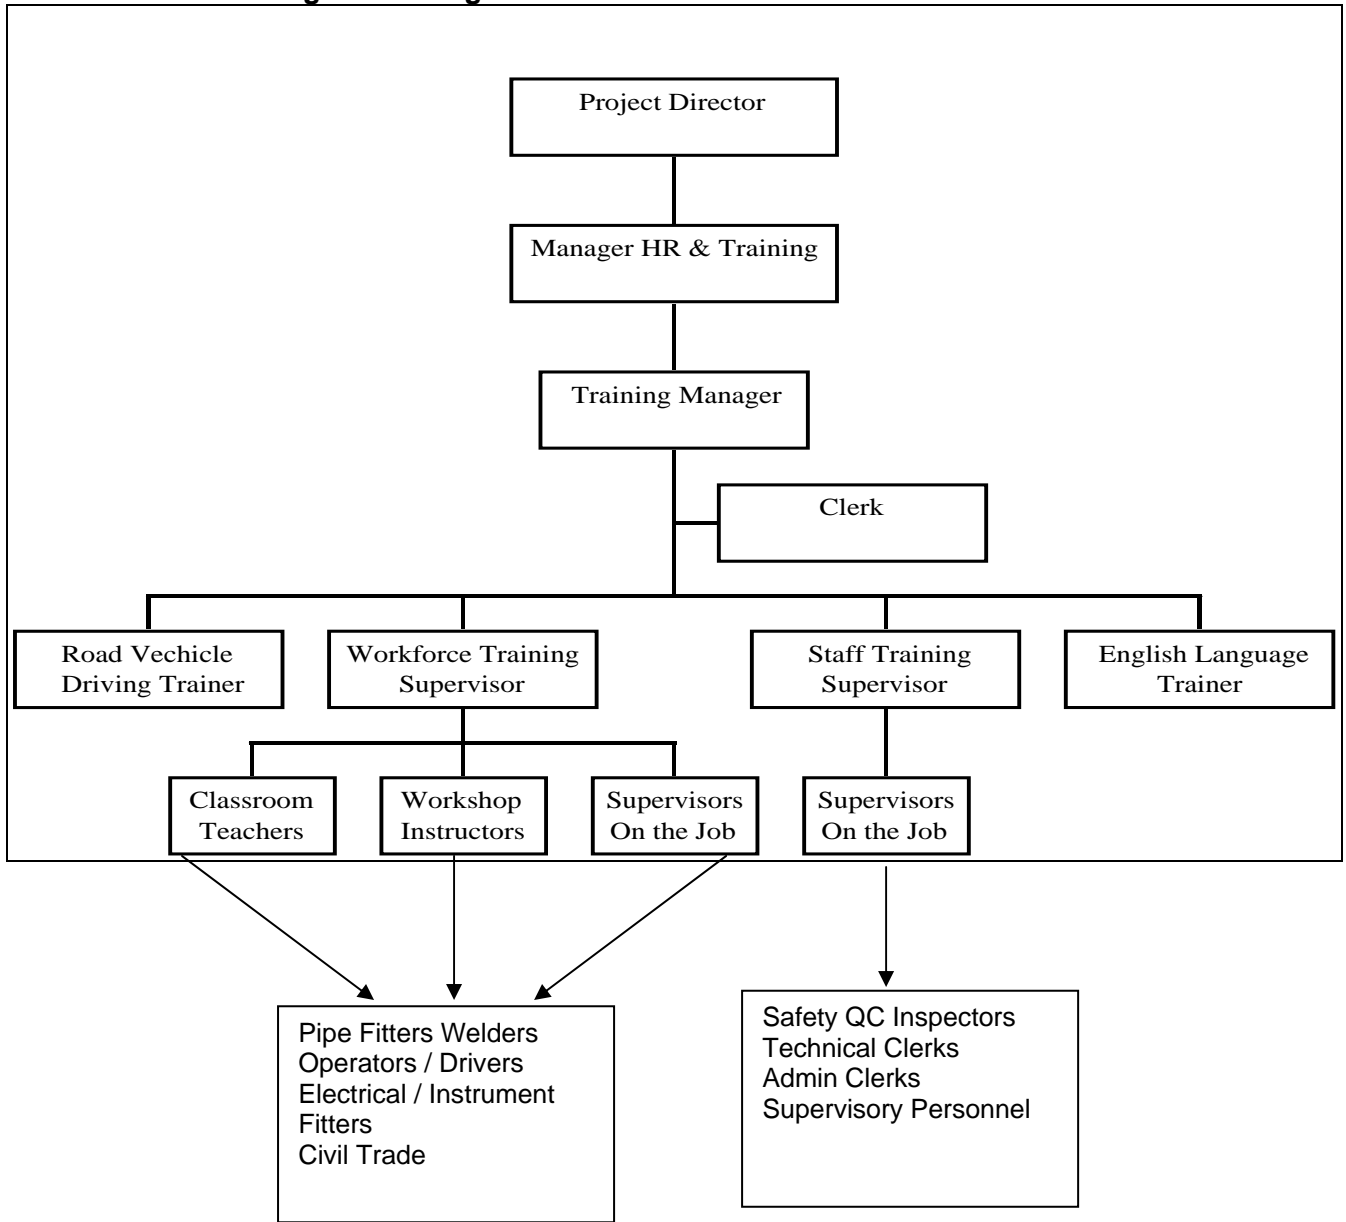 Project Director
Manager HR & Training
Training Manager
Clerk
Road Vechicle
Driving Trainer
Workforce Training
Supervisor
Staff Training
Supervisor
English Language
Trainer
Classroom
Teachers
Workshop
Instructors
Supervisors
On the Job
Supervisors
On the Job
Pipe Fitters Welders
Operators / Drivers
Electrical / Instrument
Fitters
Civil Trade
Safety QC Inspectors
Technical Clerks
Admin Clerks
Supervisory Personnel